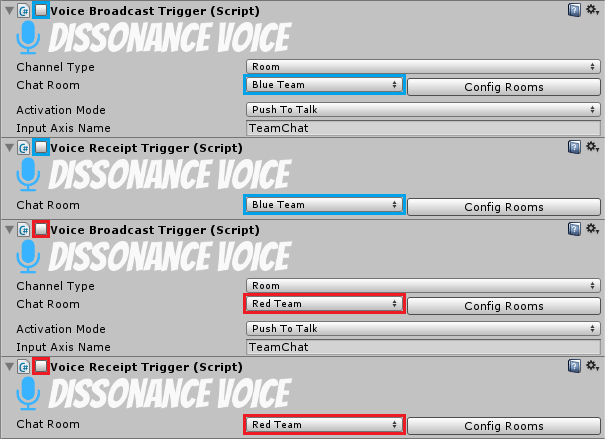 Voice Broadcast Trigger (Script)
DISSONANCE VOICE
Channel Type Room
Chat Room Blue Team Config Rooms
Activation Mode Push To Talk
Input Axis Name TeamChat
Voice Receipt Trigger (Script)
DISSONANCE VOICE
Chat Room Blue Team Config Rooms
Voice Broadcast Trigger (Script)
DISSONANCE VOICE
Channel Type Room
Chat Room Red Team Config Rooms
Activation Mode Push To Talk
Input Axis Name TeamChat
Voice Receipt Trigger (Script)
DISSONANCE VOICE
Chat Room Red Team Config Rooms